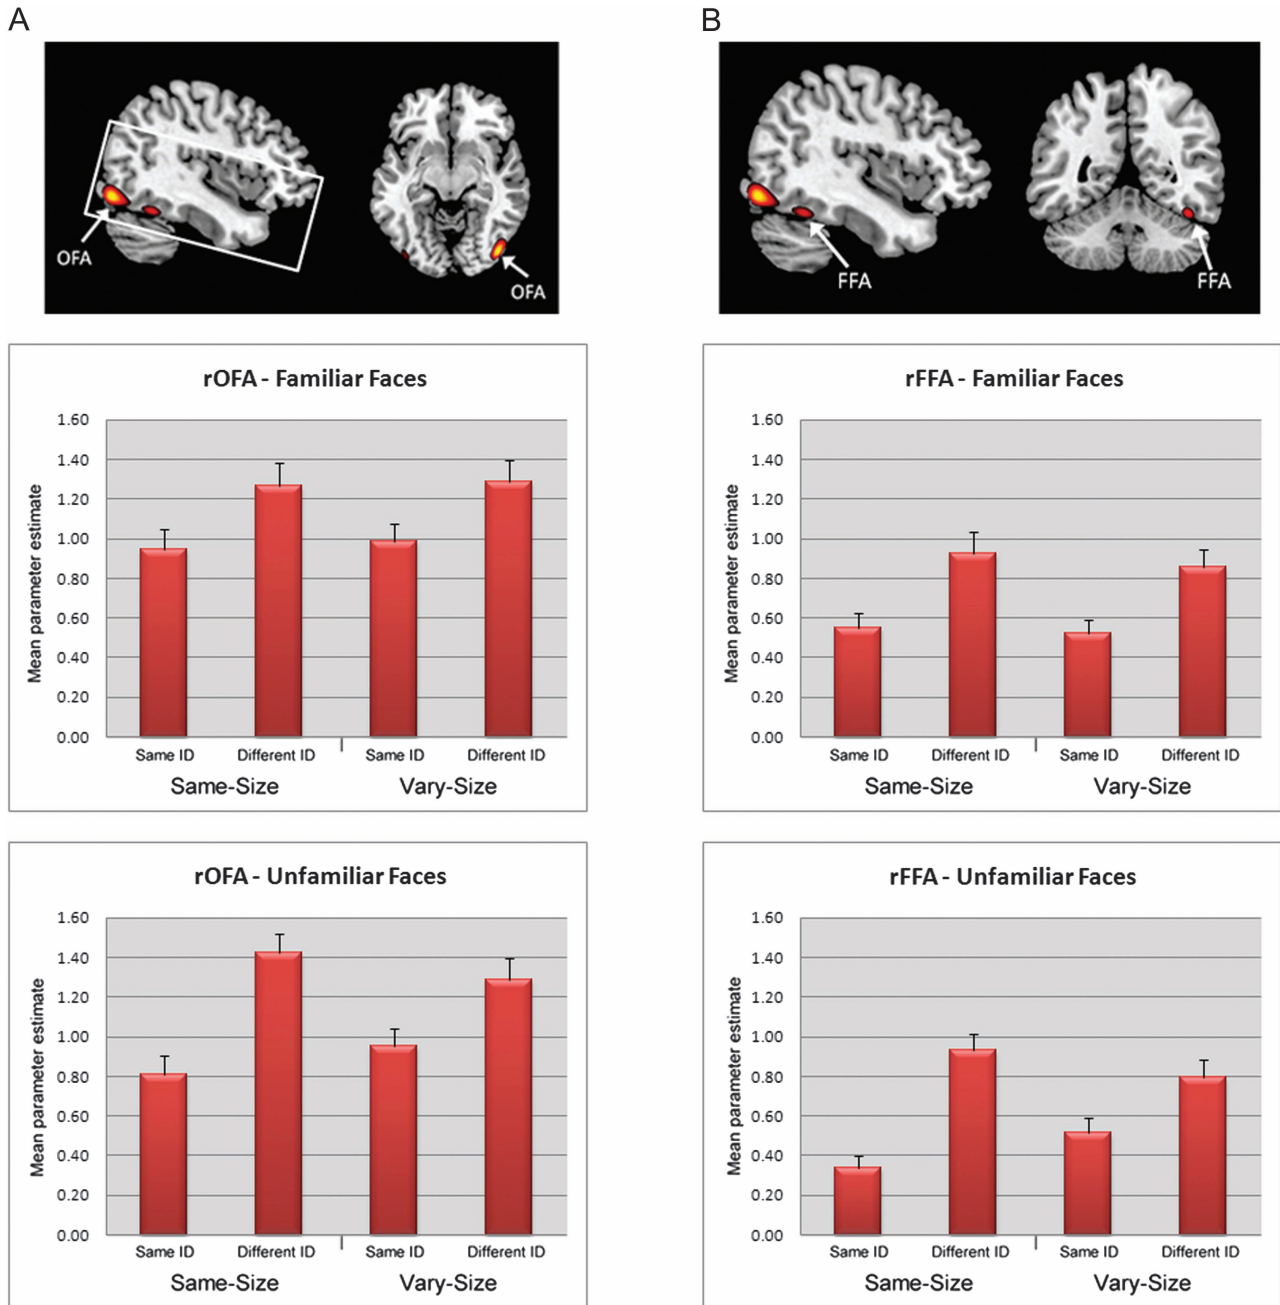 A
B
OFA
OFA
FFA
FFA
rOFA - Familiar Faces
Mean parameter estimate
1.60
1.40
1.20
1.00
0.80
0.60
0.40
0.20
0.00
Same ID Different ID Same ID Different ID
Same-Size Vary-Size
rFFA - Familiar Faces
Mean parameter estimate
1.60
1.40
1.20
1.00
0.80
0.60
0.40
0.20
0.00
Same ID Different ID Same ID Different ID
Same-Size Vary-Size
rOFA - Unfamiliar Faces
Mean parameter estimate
1.60
1.40
1.20
1.00
0.80
0.60
0.40
0.20
0.00
Same ID Different ID Same ID Different ID
Same-Size Vary-Size
rFFA - Unfamiliar Faces
Mean parameter estimate
1.60
1.40
1.20
1.00
0.80
0.60
0.40
0.20
0.00
Same ID Different ID Same ID Different ID
Same-Size Vary-Size